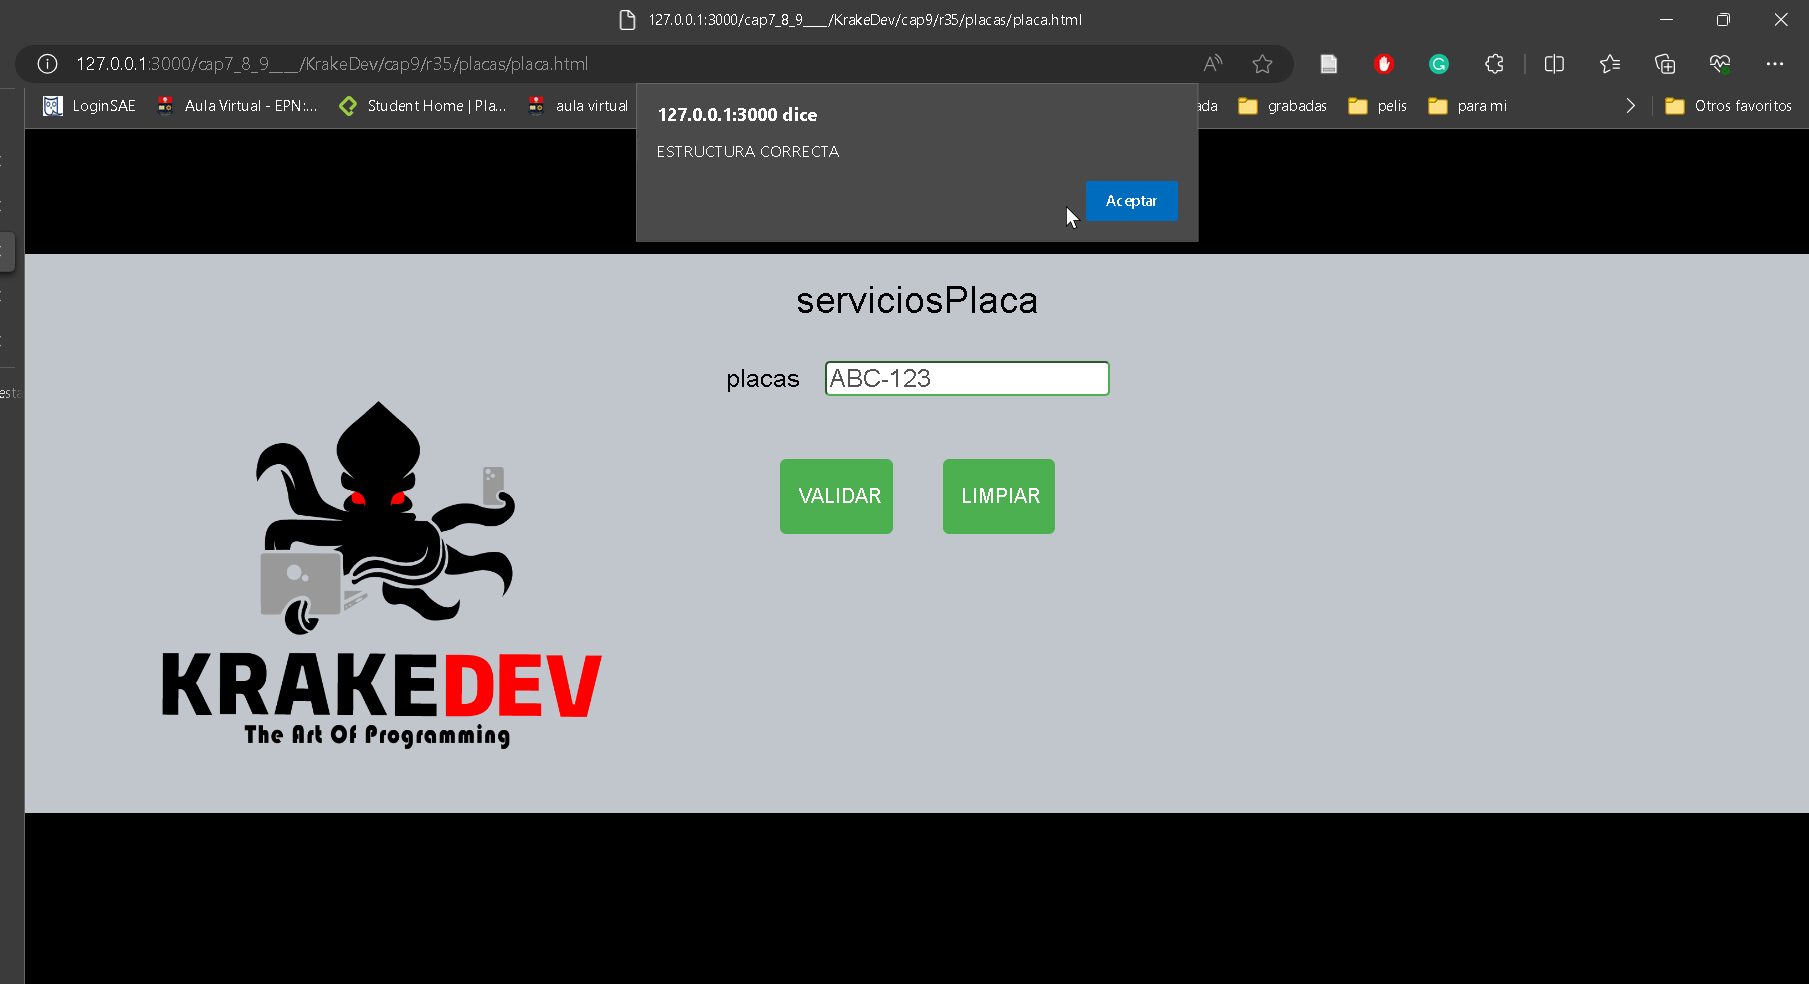 127.0.0.1:3000/cap7_8_9____/KrakeDev/cap9/r35/placas/placa.html
127.0.0.1:3000/cap7_8_9____/KrakeDev/cap9/r35/placas/placa.html
LoginSAE
Aula Virtual - EPN:...
Student Home | Pla...
aula virtual
ada
grabadas
pelis
para mi
Otros favoritos
127.0.0.1:3000 dice
ESTRUCTURA CORRECTA
Aceptar
serviciosPlaca
placas
ABC-123
esta
VALIDAR
LIMPIAR
KRAKEDEV
The Art Of Programming